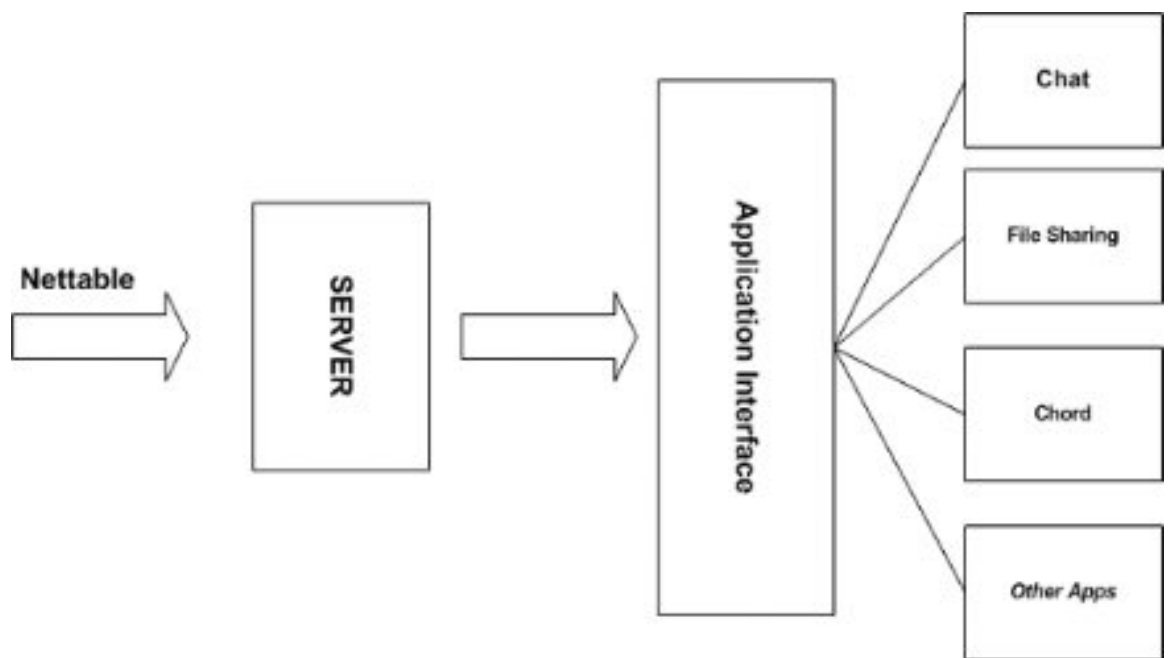 Nettable
SERVER
Application Interface
Chat
File Sharing
Chord
Other Apps